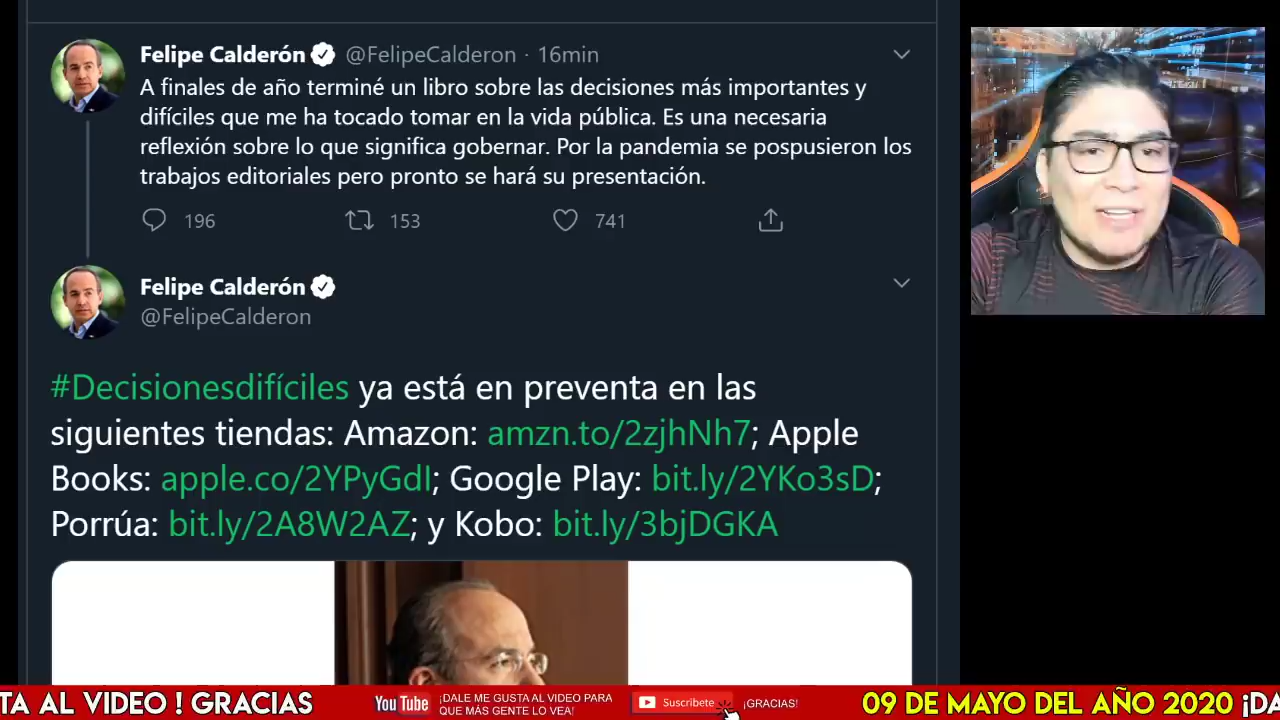 Felipe Calderón @FelipeCalderon · 16min
A finales de año terminé un libro sobre las decisiones más importantes y
difíciles que me ha tocado tomar en la vida pública. Es una necesaria
reflexión sobre lo que significa gobernar. Por la pandemia se pospusieron los
trabajos editoriales pero pronto se hará su presentación.
196 153 741
Felipe Calderón
@FelipeCalderon
#Decisionesdifíciles ya está en preventa en las
siguientes tiendas: Amazon: amzn.to/2zjhNh7; Apple
Books: apple.co/2YPyGdI; Google Play: bit.ly/2YKo3sD;
Porrúa: bit.ly/2A8W2AZ; y Kobo: bit.ly/3bjDGKA
TA AL VIDEO ! GRACIAS
YouTube
¡DALE ME GUSTA AL VIDEO PARA
QUE MÁS GENTE LO VEA!
Suscríbete
¡GRACIAS!
09 DE MAYO DEL AÑO 2020 ¡DA